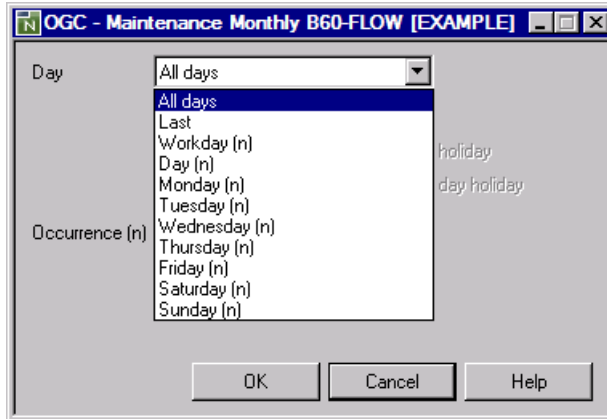 OGC - Maintenance Monthly B60-FLOW [EXAMPLE]
Day All days
All days
Last
Workday (n)
holiday
Day (n)
Monday (n)
day holiday
Tuesday (n)
Occurrence (n) Wednesday (n)
Thursday (n)
Friday (n)
Saturday (n)
Sunday (n)
OK Cancel Help